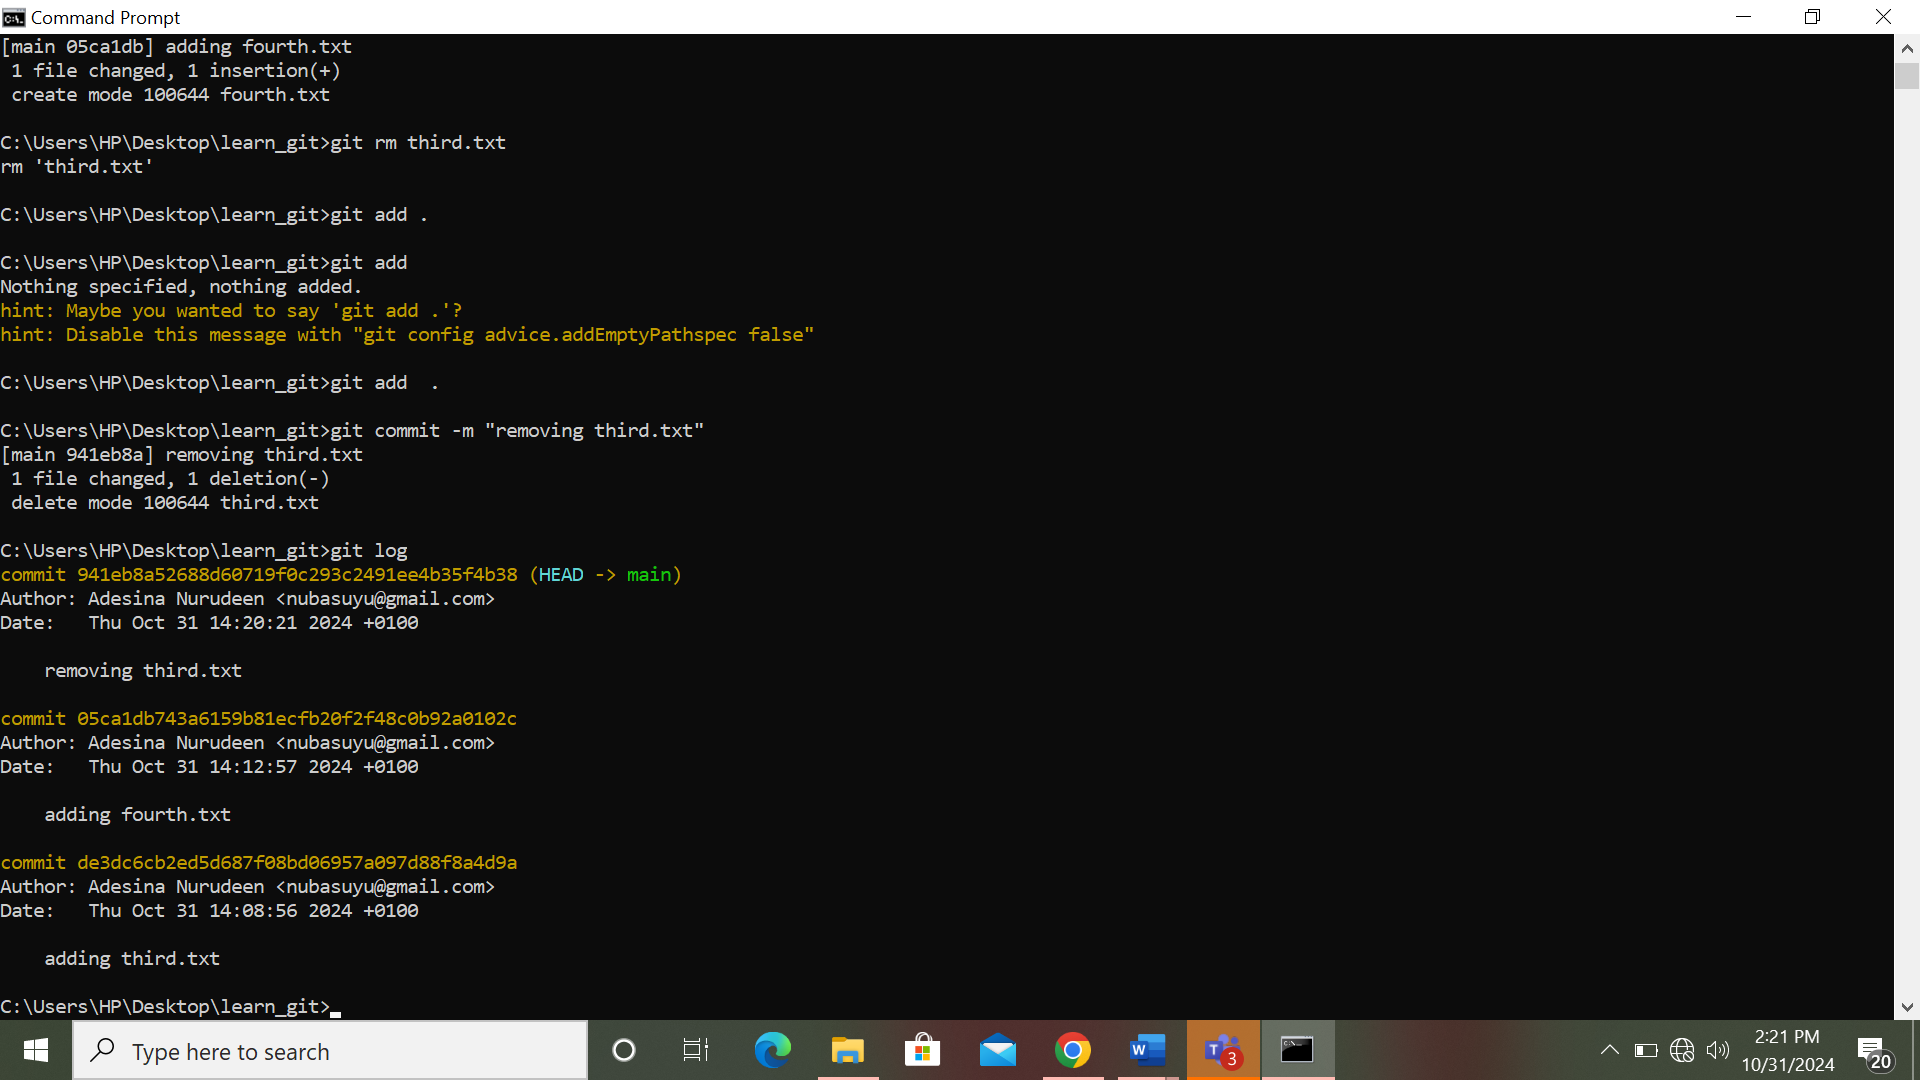 Command Prompt
[main 05ca1db] adding fourth.txt
 1 file changed, 1 insertion(+)
 create mode 100644 fourth.txt
C:\Users\HP\Desktop\learn_git>git rm third.txt
rm 'third.txt'
C:\Users\HP\Desktop\learn_git>git add .
C:\Users\HP\Desktop\learn_git>git add
Nothing specified, nothing added.
hint: Maybe you wanted to say 'git add .'?
hint: Disable this message with "git config advice.addEmptyPathspec false"
C:\Users\HP\Desktop\learn_git>git add  .
C:\Users\HP\Desktop\learn_git>git commit -m "removing third.txt"
[main 941eb8a] removing third.txt
 1 file changed, 1 deletion(-)
 delete mode 100644 third.txt
C:\Users\HP\Desktop\learn_git>git log
commit 941eb8a52688d60719f0c293c2491ee4b35f4b38 (HEAD -> main)
Author: Adesina Nurudeen <nubasuyu@gmail.com>
Date:   Thu Oct 31 14:20:21 2024 +0100
    removing third.txt
commit 05ca1db743a6159b81ecfb20f2f48c0b92a0102c
Author: Adesina Nurudeen <nubasuyu@gmail.com>
Date:   Thu Oct 31 14:12:57 2024 +0100
    adding fourth.txt
commit de3dc6cb2ed5d687f08bd06957a097d88f8a4d9a
Author: Adesina Nurudeen <nubasuyu@gmail.com>
Date:   Thu Oct 31 14:08:56 2024 +0100
    adding third.txt
C:\Users\HP\Desktop\learn_git>
Type here to search
W
T
3
2:21 PM
10/31/2024
20